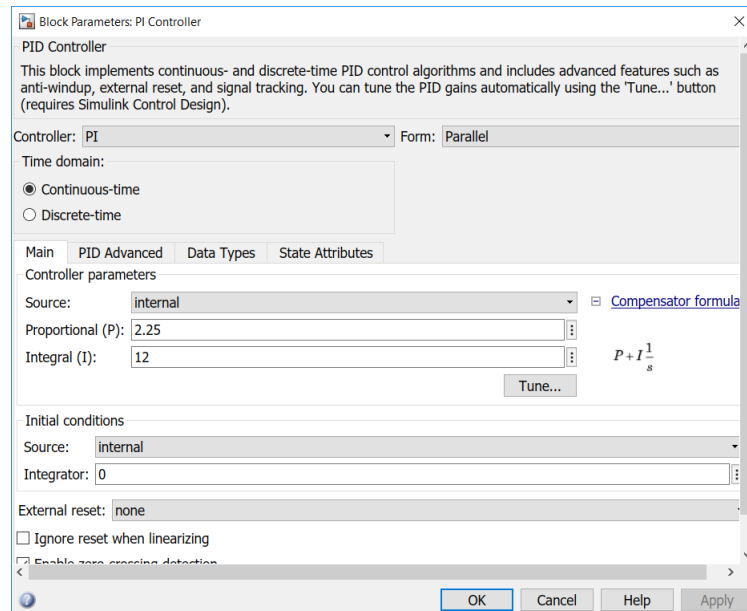 Block Parameters: PI Controller
PID Controller
This block implements continuous- and discrete-time PID control algorithms and includes advanced features such as
anti-windup, external reset, and signal tracking. You can tune the PID gains automatically using the 'Tune...' button
(requires Simulink Control Design).
Controller: PI Form: Parallel
Time domain:
Continuous-time
Discrete-time
Main PID Advanced Data Types State Attributes
Controller parameters
Source: internal Compensator formula
Proportional (P): 2.25
Integral (I): 12
P+I 1/s
Tune...
Initial conditions
Source: internal
Integrator: 0
External reset: none
Ignore reset when linearizing
Enable zero-crossing detection
OK Cancel Help Apply